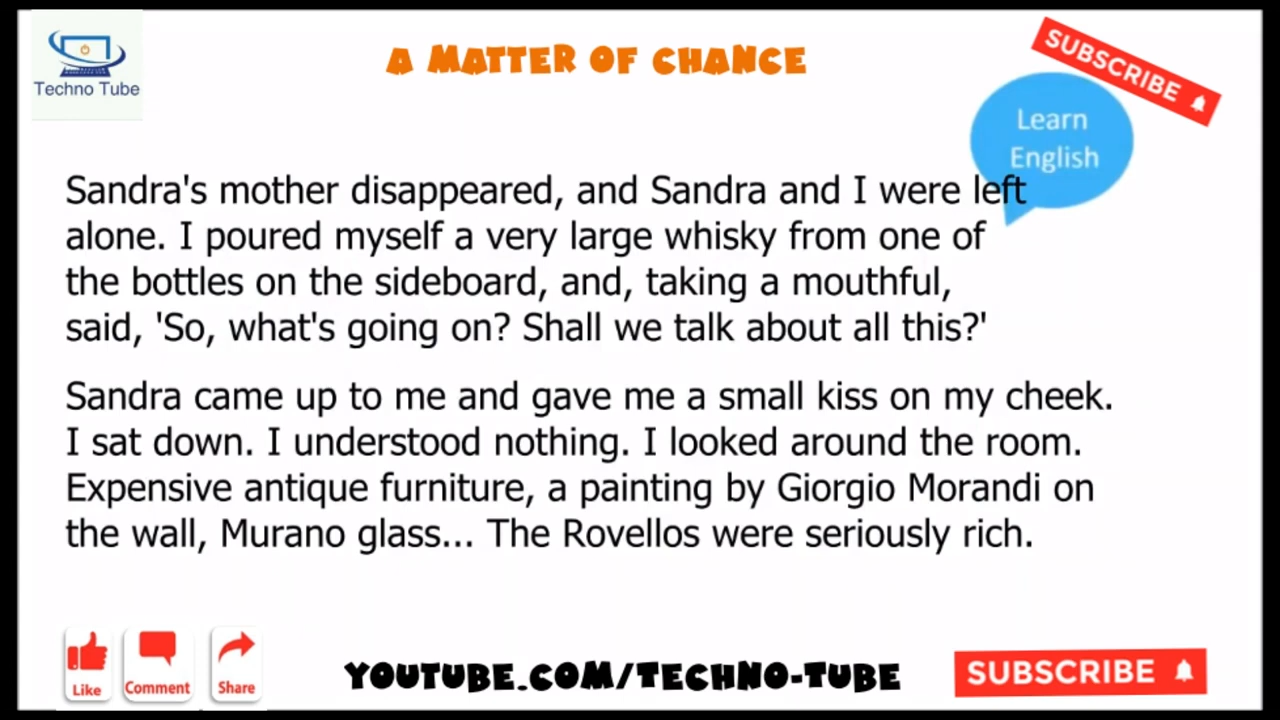 A MATTER OF CHANCE
SUBSCRIBE
Techno Tube
Learn
English
Sandra's mother disappeared, and Sandra and I were left
alone. I poured myself a very large whisky from one of
the bottles on the sideboard, and, taking a mouthful,
said, 'So, what's going on? Shall we talk about all this?'
Sandra came up to me and gave me a small kiss on my cheek.
I sat down. I understood nothing. I looked around the room.
Expensive antique furniture, a painting by Giorgio Morandi on
the wall, Murano glass... The Rovellos were seriously rich.
Like
Comment
Share
YOUTUBE.COM/TECHNO-TUBE
SUBSCRIBE